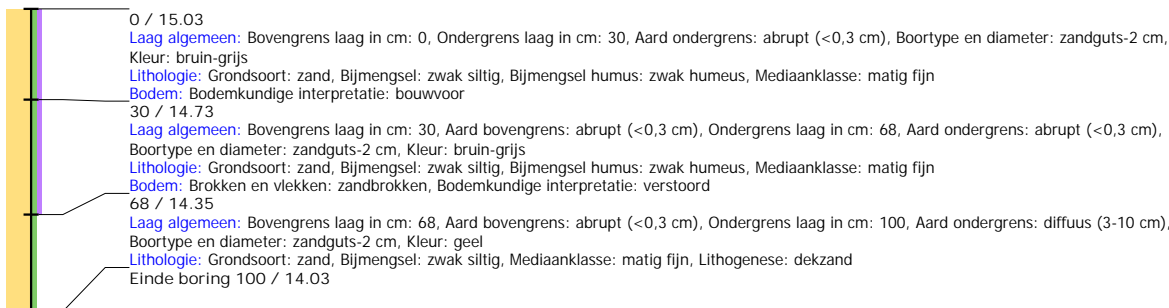 0 / 15.03
Laag algemeen: Bovengrens laag in cm: 0, Ondergrens laag in cm: 30, Aard ondergrens: abrupt (<0,3 cm), Boortype en diameter: zandguts-2 cm,
Kleur: bruin-grijs
Lithologie: Grondsoort: zand, Bijmengsel: zwak siltig, Bijmengsel humus: zwak humeus, Mediaanklasse: matig fijn
Bodem: Bodemkundige interpretatie: bouwvoor
30 / 14.73
Laag algemeen: Bovengrens laag in cm: 30, Aard bovengrens: abrupt (<0,3 cm), Ondergrens laag in cm: 68, Aard ondergrens: abrupt (<0,3 cm),
Boortype en diameter: zandguts-2 cm, Kleur: bruin-grijs
Lithologie: Grondsoort: zand, Bijmengsel: zwak siltig, Bijmengsel humus: zwak humeus, Mediaanklasse: matig fijn
Bodem: Brokken en vlekken: zandbrokken, Bodemkundige interpretatie: verstoord
68 / 14.35
Laag algemeen: Bovengrens laag in cm: 68, Aard bovengrens: abrupt (<0,3 cm), Ondergrens laag in cm: 100, Aard ondergrens: diffuus (3-10 cm),
Boortype en diameter: zandguts-2 cm, Kleur: geel
Lithologie: Grondsoort: zand, Bijmengsel: zwak siltig, Mediaanklasse: matig fijn, Lithogenese: dekzand
Einde boring 100 / 14.03